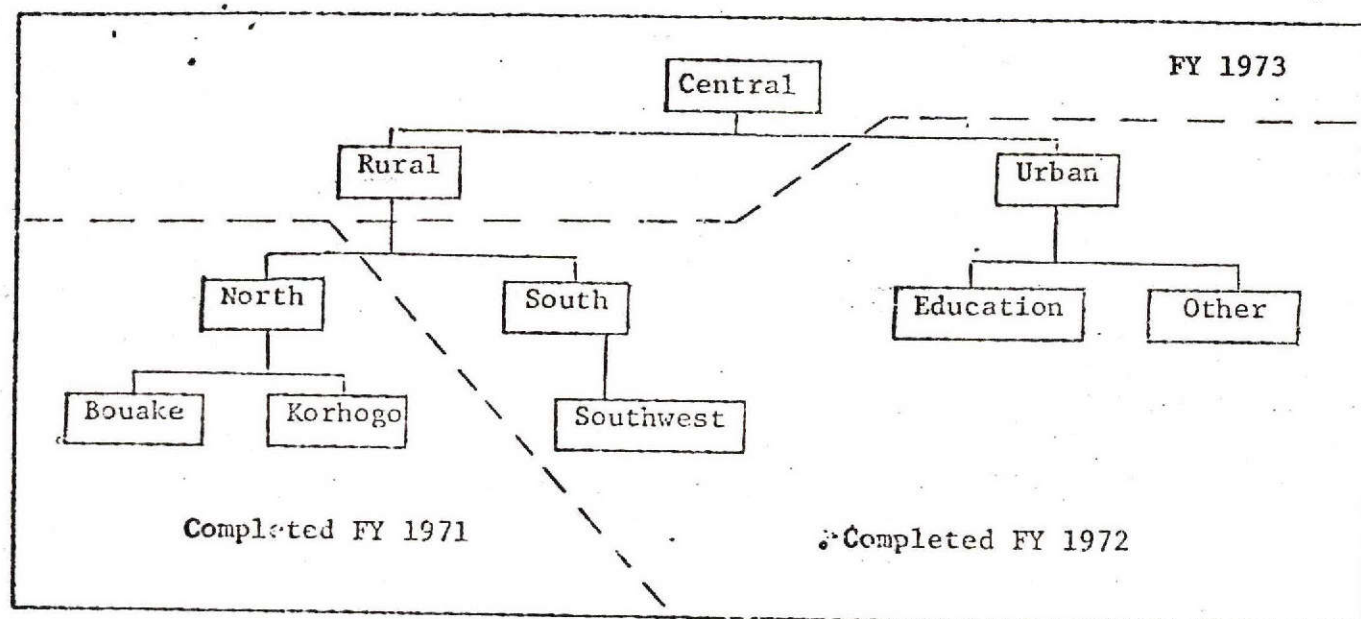 FY 1973
Central
Rural
Urban
North
South
Education
Other
Bouake
Korhogo
Southwest
Completed FY 1971
Completed FY 1972